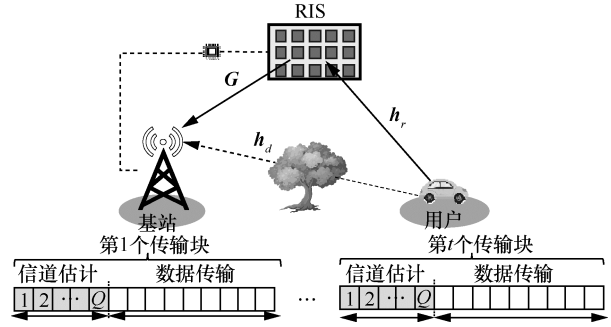 RIS
G
h_r
h_d
基站
用户
第1个传输块
第t个传输块
信道估计
数据传输
信道估计
数据传输
1 2 … Q
…
1 2 … Q